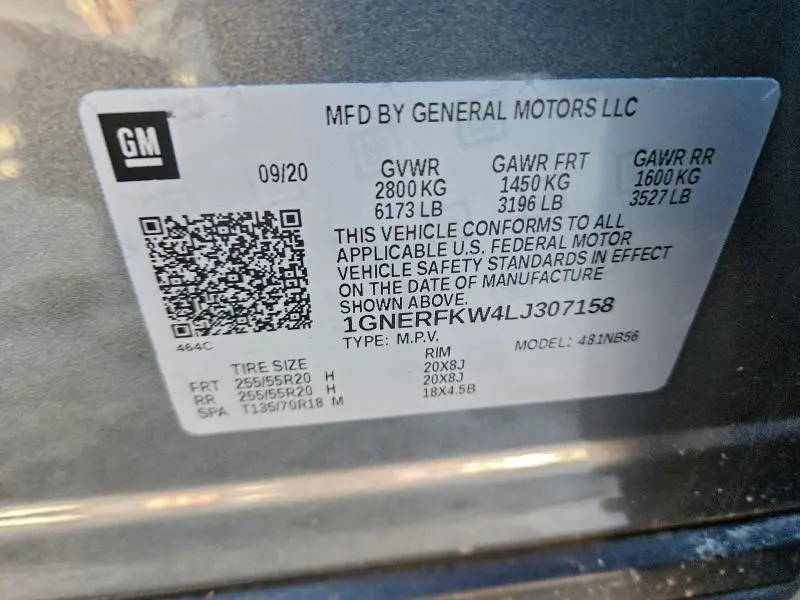 MFD BY GENERAL MOTORS LLC
GM
09/20
GVWR GAWR FRT GAWR RR
2800 KG 1450 KG 1600 KG
6173 LB 3196 LB 3527 LB
THIS VEHICLE CONFORMS TO ALL
APPLICABLE U.S. FEDERAL MOTOR
VEHICLE SAFETY STANDARDS IN EFFECT
ON THE DATE OF MANUFACTURE
SHOWN ABOVE.
1GNERFKW4LJ307158
464C
TYPE: M.P.V. MODEL: 481NB56
TIRE SIZE RIM
FRT 255/55R20 H 20X8J
RR 255/55R20 H 20X8J
SPA T135/70R18 M 18X4.5B